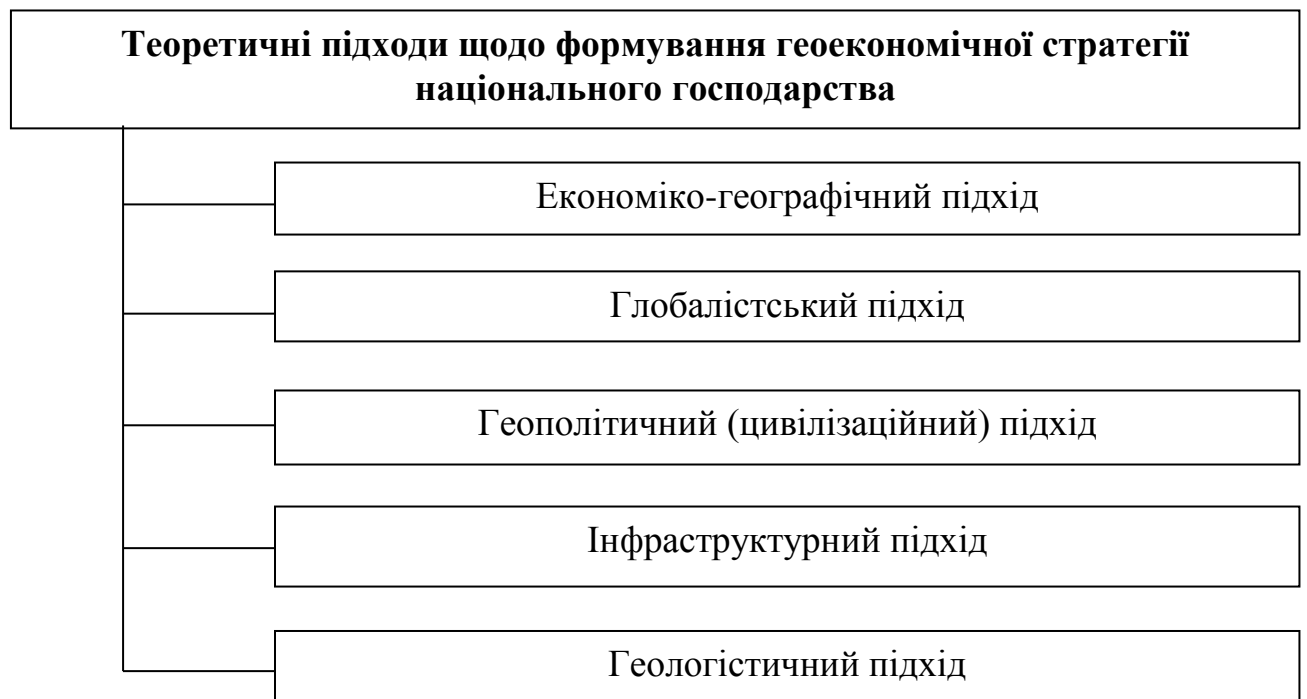 Теоретичні підходи щодо формування геоекономічної стратегії
національного господарства
Економіко-географічний підхід
Глобалістський підхід
Геополітичний (цивілізаційний) підхід
Інфраструктурний підхід
Геологістичний підхід